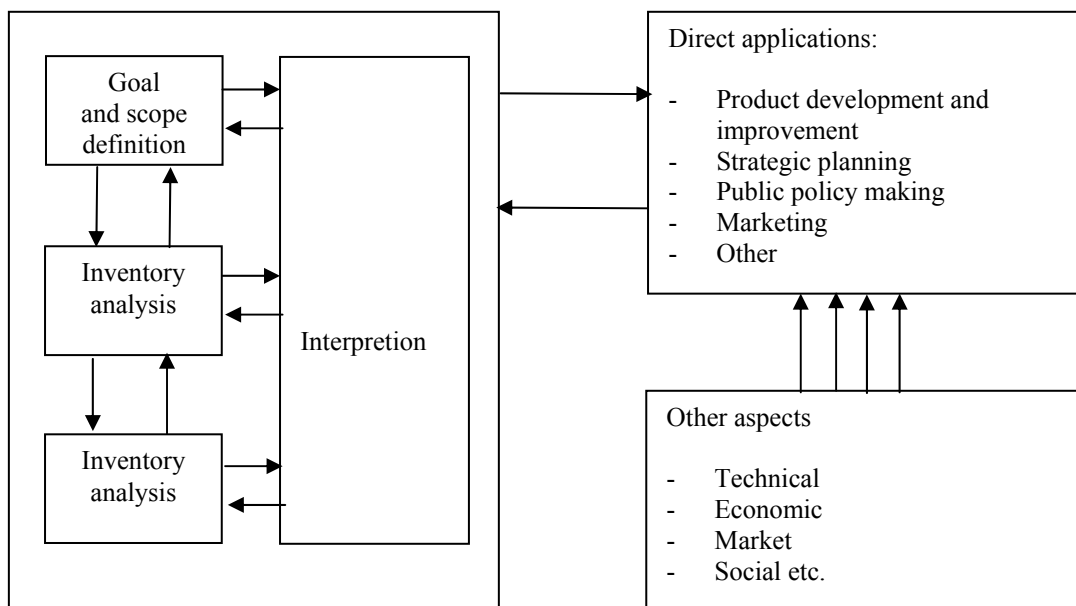 Goal
and scope
definition
Inventory
analysis
Inventory
analysis
Interpretion
Direct applications:
- Product development and
improvement
- Strategic planning
- Public policy making
- Marketing
- Other
Other aspects
- Technical
- Economic
- Market
- Social etc.